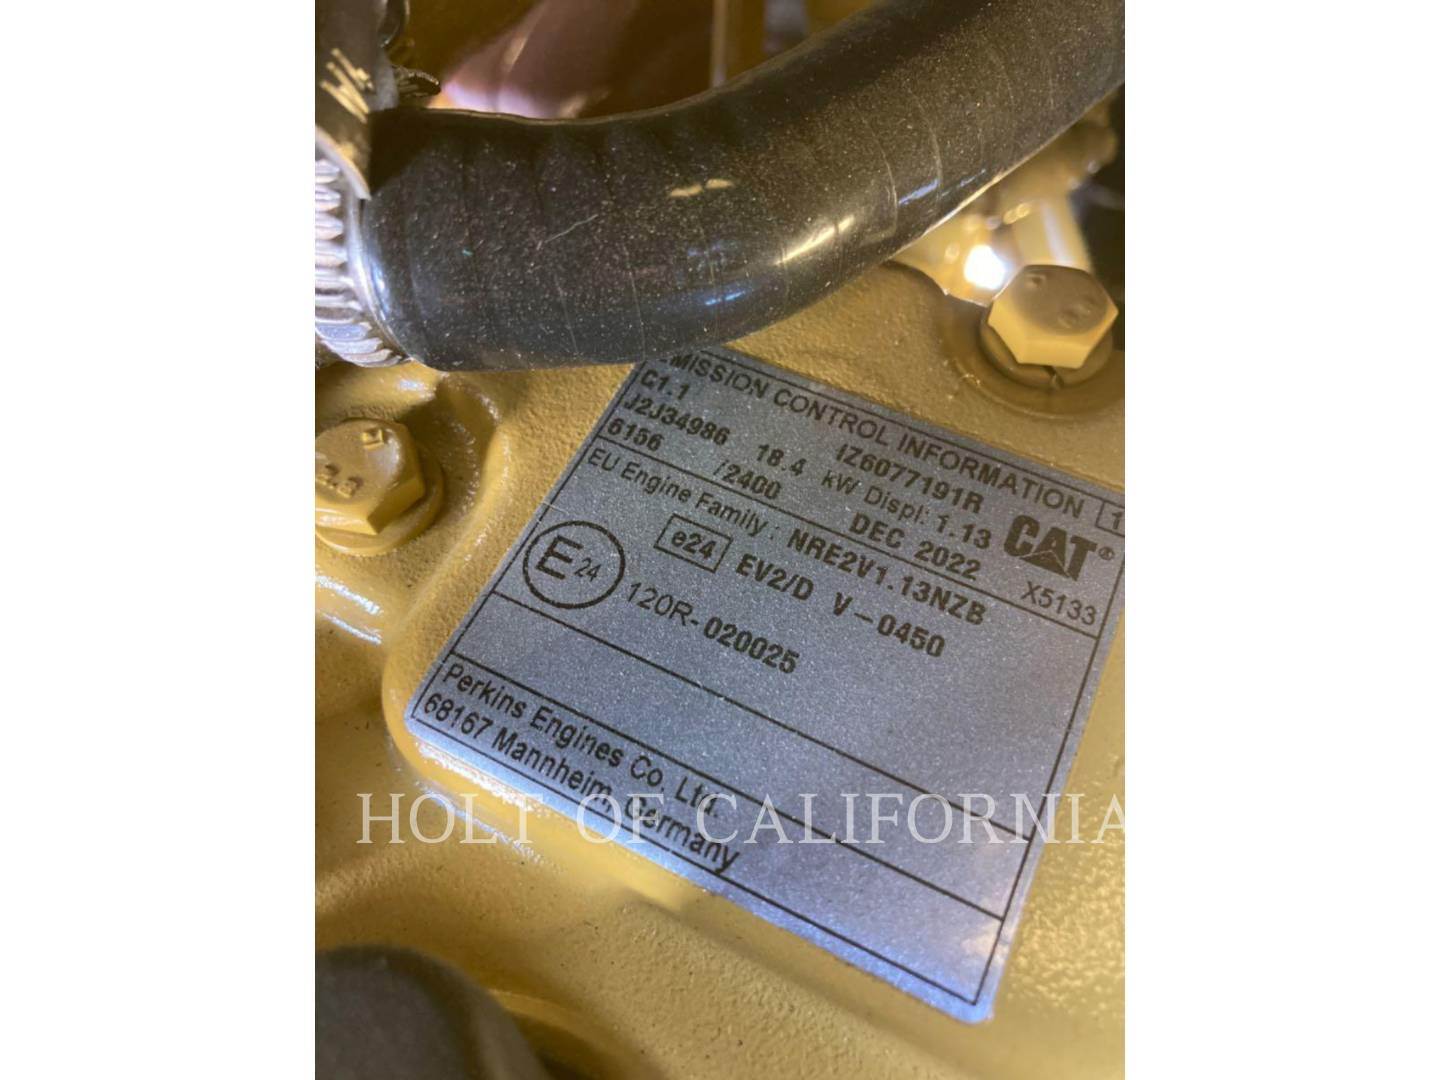 EMISSION CONTROL INFORMATION
C1.1 IZ6077191R
J2J34986 18.4 kW Displ: 1.13 CAT®
6156 /2400 DEC 2022 X5133
EU Engine Family : NRE2V1.13NZB
e24 EV2/D V-0450
E 24 120R-020025
Perkins Engines Co. Ltd.
68167 Mannheim, Germany
HOLT OF CALIFORNIA